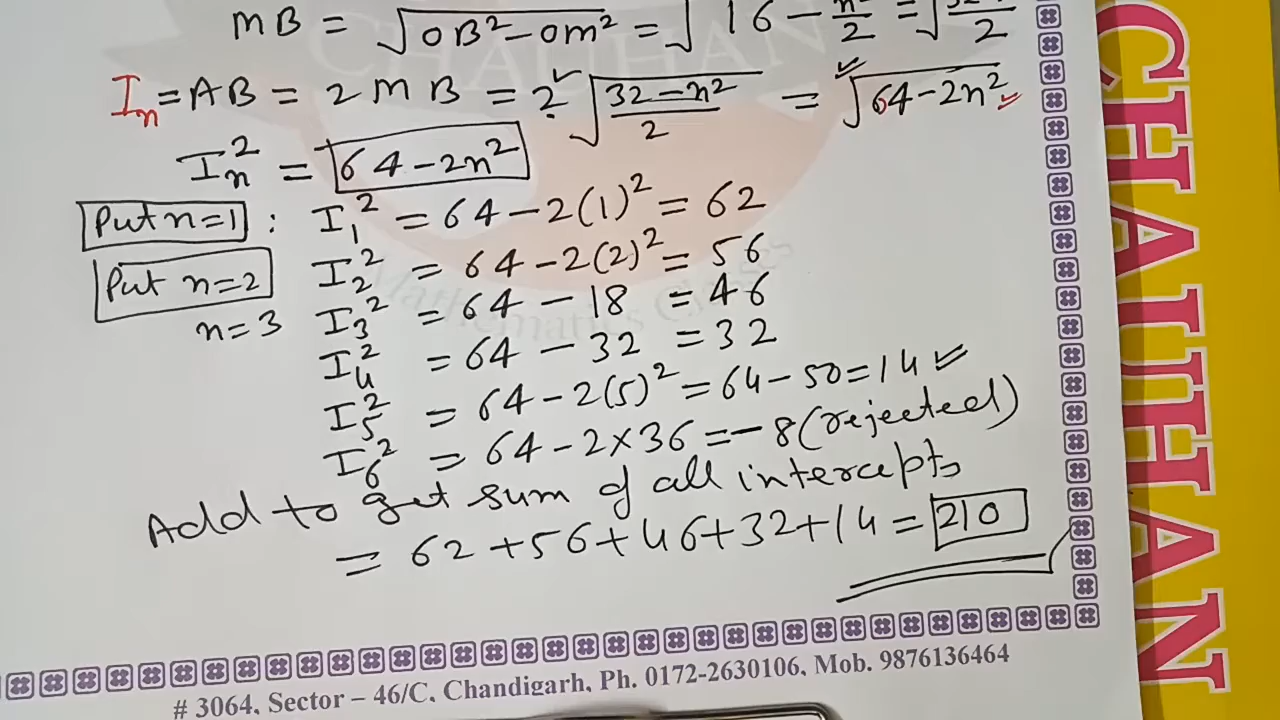 MB = √OB²-OM² = √16 - n²/2 = √32-n²/2
Iₙ = AB = 2MB = 2√32-n²/2 = √64-2n²
Iₙ² = 64-2n²
Put n=1 : I₁² = 64-2(1)² = 62
Put n=2 I₂² = 64-2(2)² = 56
n=3 I₃² = 64 - 18 = 46
I₄² = 64 - 32 = 32
I₅² = 64-2(5)² = 64-50=14
I₆² = 64-2×36=-8(rejected)
Add to get sum of all intercepts
= 62+56+46+32+14=210
# 3064, Sector – 46/C, Chandigarh, Ph. 0172-2630106, Mob. 9876136464
CHAUHAN
CHAUHAN
Mathematics Classes